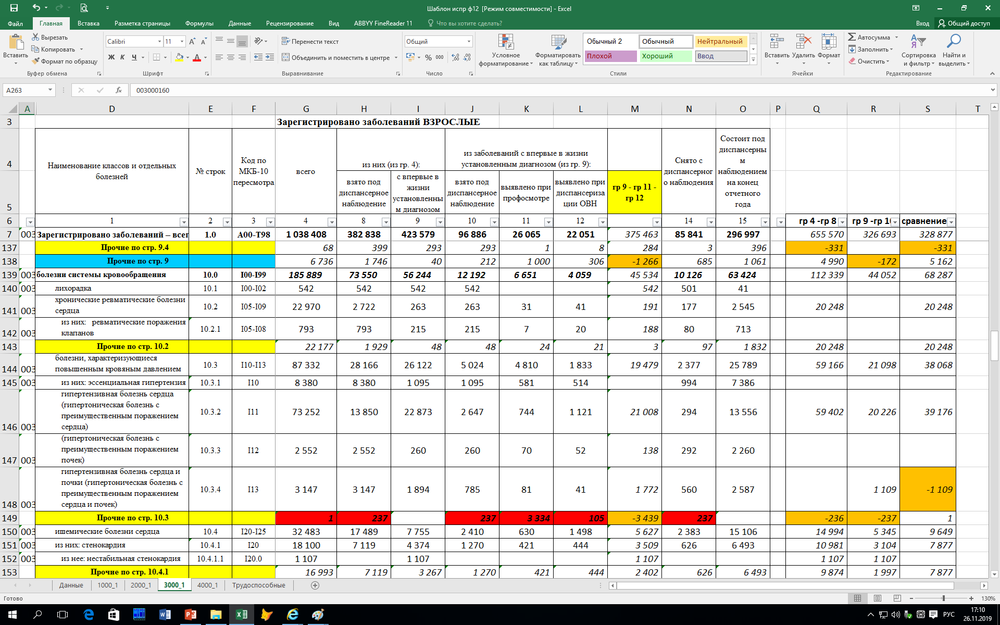 Шаблон испр ф12 [Режим совместимости] - Excel
Файл Главная Вставка Разметка страницы Формулы Данные Рецензирование Вид ABBYY FineReader 11 Что вы хотите сделать? Вход Общий доступ
Вставить Вырезать Копировать Формат по образцу
Calibri 11 Ж К Ч
Перенести текст
Объединить и поместить в центре
Общий % 000
Условное форматирование Форматировать как таблицу
Обычный 2 Обычный Нейтральный
Плохой Хороший Ввод
Вставить Удалить Формат
Автосумма Заполнить Очистить
Сортировка и фильтр Найти и выделить
Буфер обмена Шрифт Выравнивание Число Стили Ячейки Редактирование
A263 fx 003000160
A D E F G H I J K L M N O P Q R S T
3 Зарегистрировано заболеваний ВЗРОСЛЫЕ
4 Наименование классов и отдельных болезней № строк Код по МКБ-10 пересмотра всего из них (из гр. 4): из заболеваний с впервые в жизни установленным диагнозом (из гр. 9): Снято с диспансерного наблюдения Состоит под диспансерным наблюдением на конец отчетного года
5 взято под диспансерное наблюдение с впервые в жизни установленным диагнозом взято под диспансерное наблюдение выявлено при профосмотре выявлено при диспансеризации ОВН гр 9 - гр 11 - гр 12
6 1 2 3 4 8 9 10 11 12 14 15 гр 4 -гр 8 гр 9 -гр 1 сравнение
7 003 Зарегистрировано заболеваний – всег 1.0 A00-T98 1 038 408 382 838 423 579 96 886 26 065 22 051 375 463 85 841 296 997 655 570 326 693 328 877
137 Прочие по стр. 9.4 68 399 293 293 1 8 284 3 396 -331 -331
138 Прочие по стр. 9 6 736 1 746 40 212 1 000 306 -1 266 685 1 061 4 990 -172 5 162
139 003 болезни системы кровообращения 10.0 I00-I99 185 889 73 550 56 244 12 192 6 651 4 059 45 534 10 126 63 424 112 339 44 052 68 287
140 003 лихорадка 10.1 I00-I02 542 542 542 542 542 501 41
141 003 хронические ревматические болезни сердца 10.2 I05-I09 22 970 2 722 263 263 31 41 191 177 2 545 20 248 20 248
142 003 из них: ревматические поражения клапанов 10.2.1 I05-I08 793 793 215 215 7 20 188 80 713
143 Прочие по стр. 10.2 22 177 1 929 48 48 24 21 3 97 1 832 20 248 20 248
144 003 болезни, характеризующиеся повышенным кровяным давлением 10.3 I10-I13 87 332 28 166 26 122 5 024 4 810 1 833 19 479 2 377 25 789 59 166 21 098 38 068
145 003 из них: эссенциальная гипертензия 10.3.1 I10 8 380 8 380 1 095 1 095 581 514 994 7 386
146 003 гипертензивная болезнь сердца (гипертоническая болезнь с преимущественным поражением сердца) 10.3.2 I11 73 252 13 850 22 873 2 647 744 1 121 21 008 294 13 556 59 402 20 226 39 176
147 003 (гипертоническая болезнь с преимущественным поражением почек) 10.3.3 I12 2 552 2 552 260 260 70 52 138 292 2 260
148 003 гипертензивная болезнь сердца и почки (гипертоническая болезнь с преимущественным поражением сердца и почек) 10.3.4 I13 3 147 3 147 1 894 785 81 41 1 772 560 2 587 1 109 -1 109
149 Прочие по стр. 10.3 1 237 237 3 334 105 -3 439 237 -236 -237 1
150 003 ишемические болезни сердца 10.4 I20-I25 32 483 17 489 7 755 2 410 630 1 498 5 627 2 383 15 106 14 994 5 345 9 649
151 003 из них: стенокардия 10.4.1 I20 18 100 7 119 4 374 1 270 421 444 3 509 626 6 493 10 981 3 104 7 877
152 003 из нее: нестабильная стенокардия 10.4.1.1 I20.0 1 107 1 107 1 107 1 107 1 107
153 Прочие по стр. 10.4.1 16 993 7 119 3 267 1 270 421 444 2 402 626 6 493 9 874 1 997 7 877
Данные 1000_1 2000_1 3000_1 4000_1 Трудоспособные
Готово 130%
РУС 17:10
26.11.2019